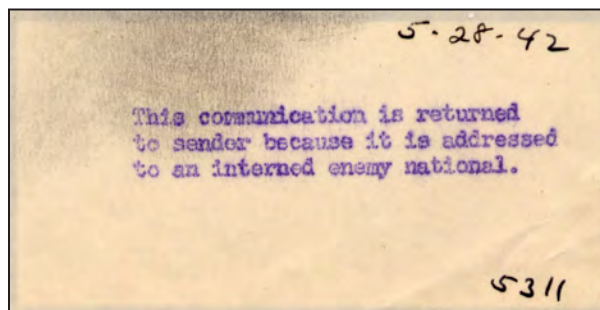 5-28-42
This communication is returned
to sender because it is addressed
to an interned enemy national.
5311